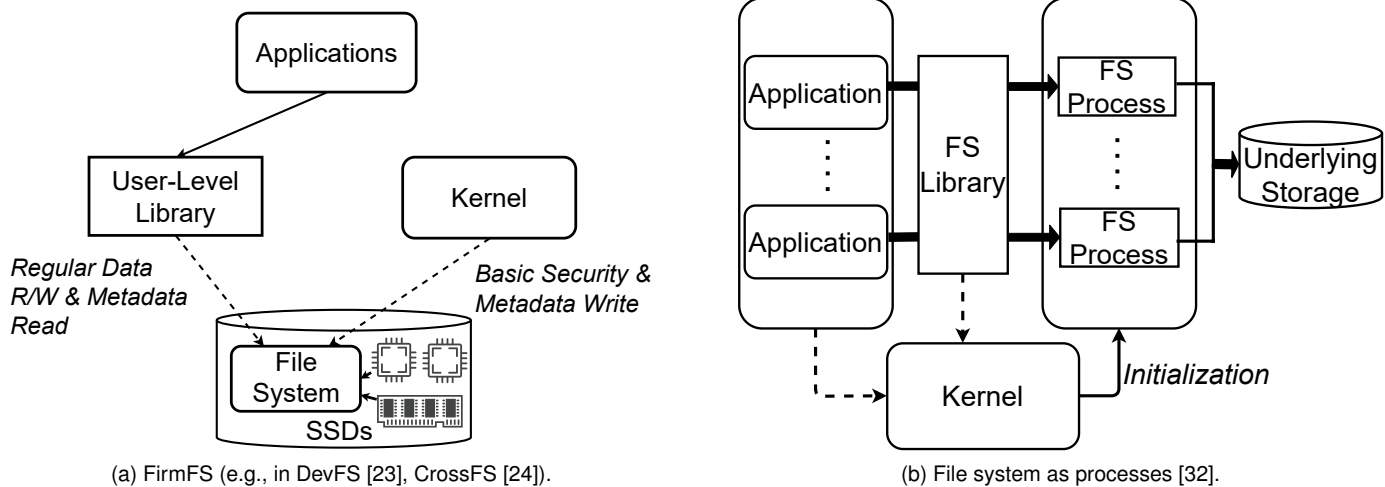 Applications
User-Level
Library
Kernel
Regular Data
R/W & Metadata
Read
Basic Security &
Metadata Write
File
System
SSDs
(a) FirmFS (e.g., in DevFS [23], CrossFS [24]).
Application
Application
FS
Library
FS
Process
FS
Process
Underlying
Storage
Kernel
Initialization
(b) File system as processes [32].